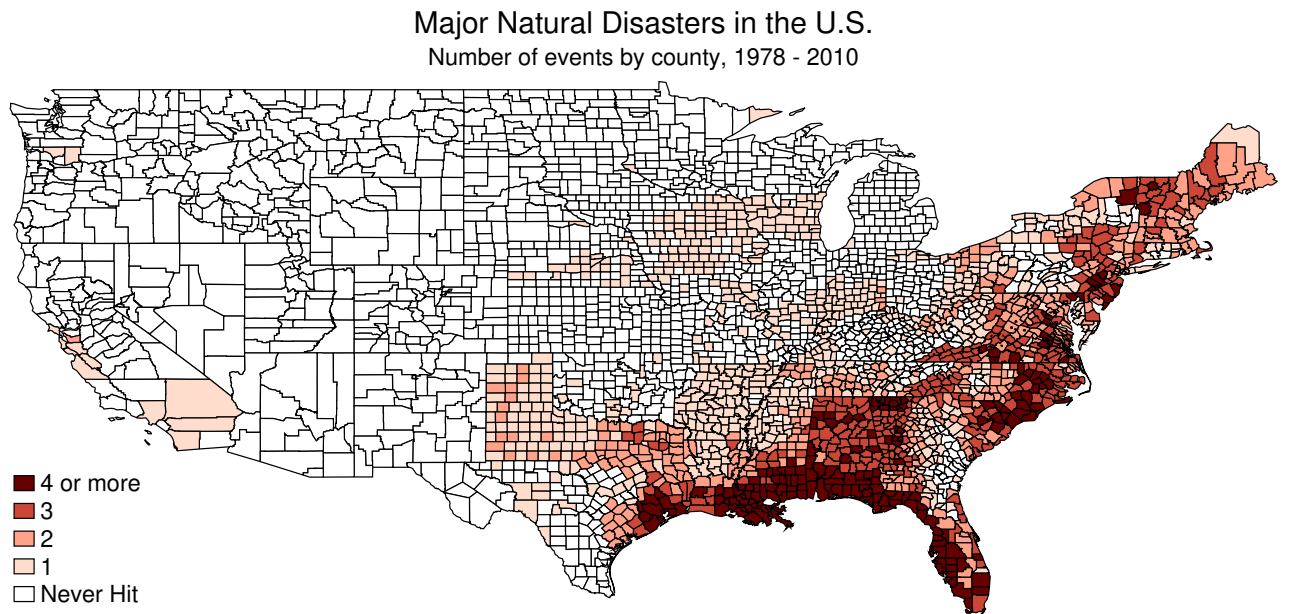 Major Natural Disasters in the U.S.
Number of events by county, 1978 - 2010
4 or more
3
2
1
Never Hit